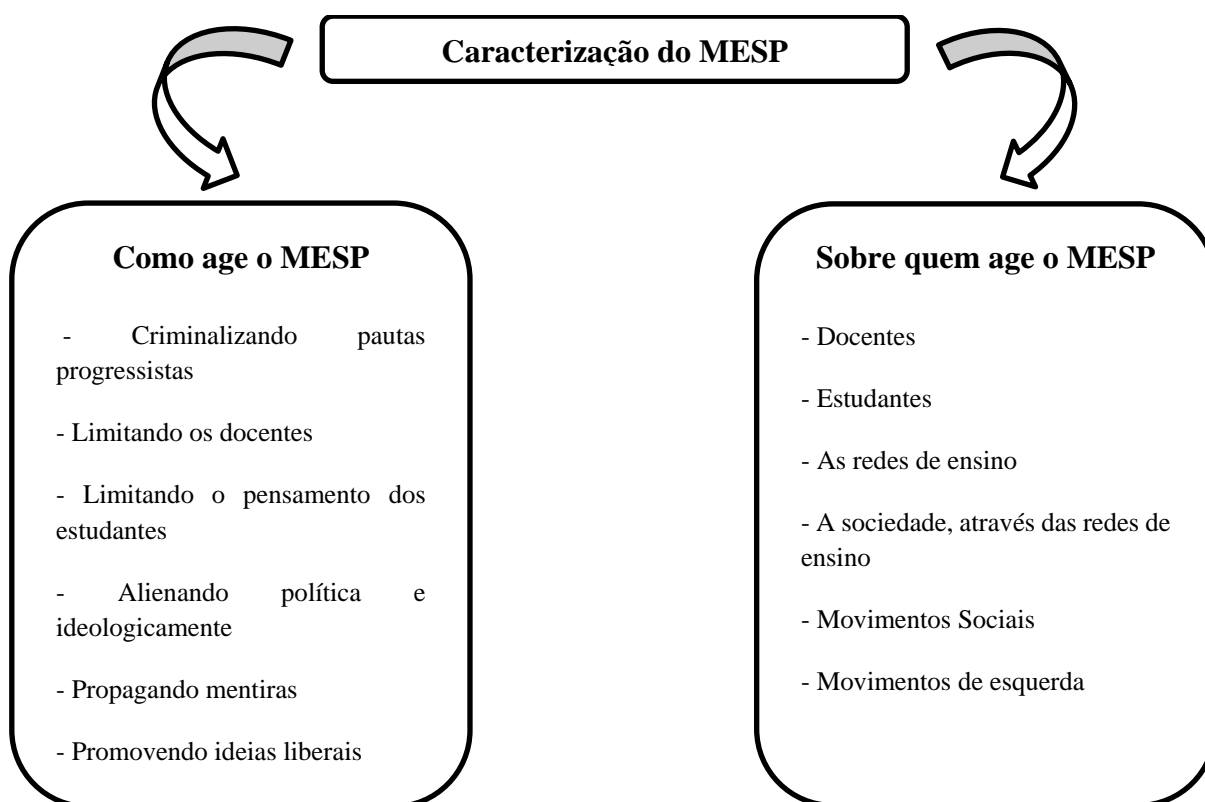 Caracterização do MESP
Como age o MESP
- Criminalizando pautas
progressistas
- Limitando os docentes
- Limitando o pensamento dos
estudantes
- Alienando política e
ideologicamente
- Propagando mentiras
- Promovendo ideias liberais
Sobre quem age o MESP
- Docentes
- Estudantes
- As redes de ensino
- A sociedade, através das redes de
ensino
- Movimentos Sociais
- Movimentos de esquerda